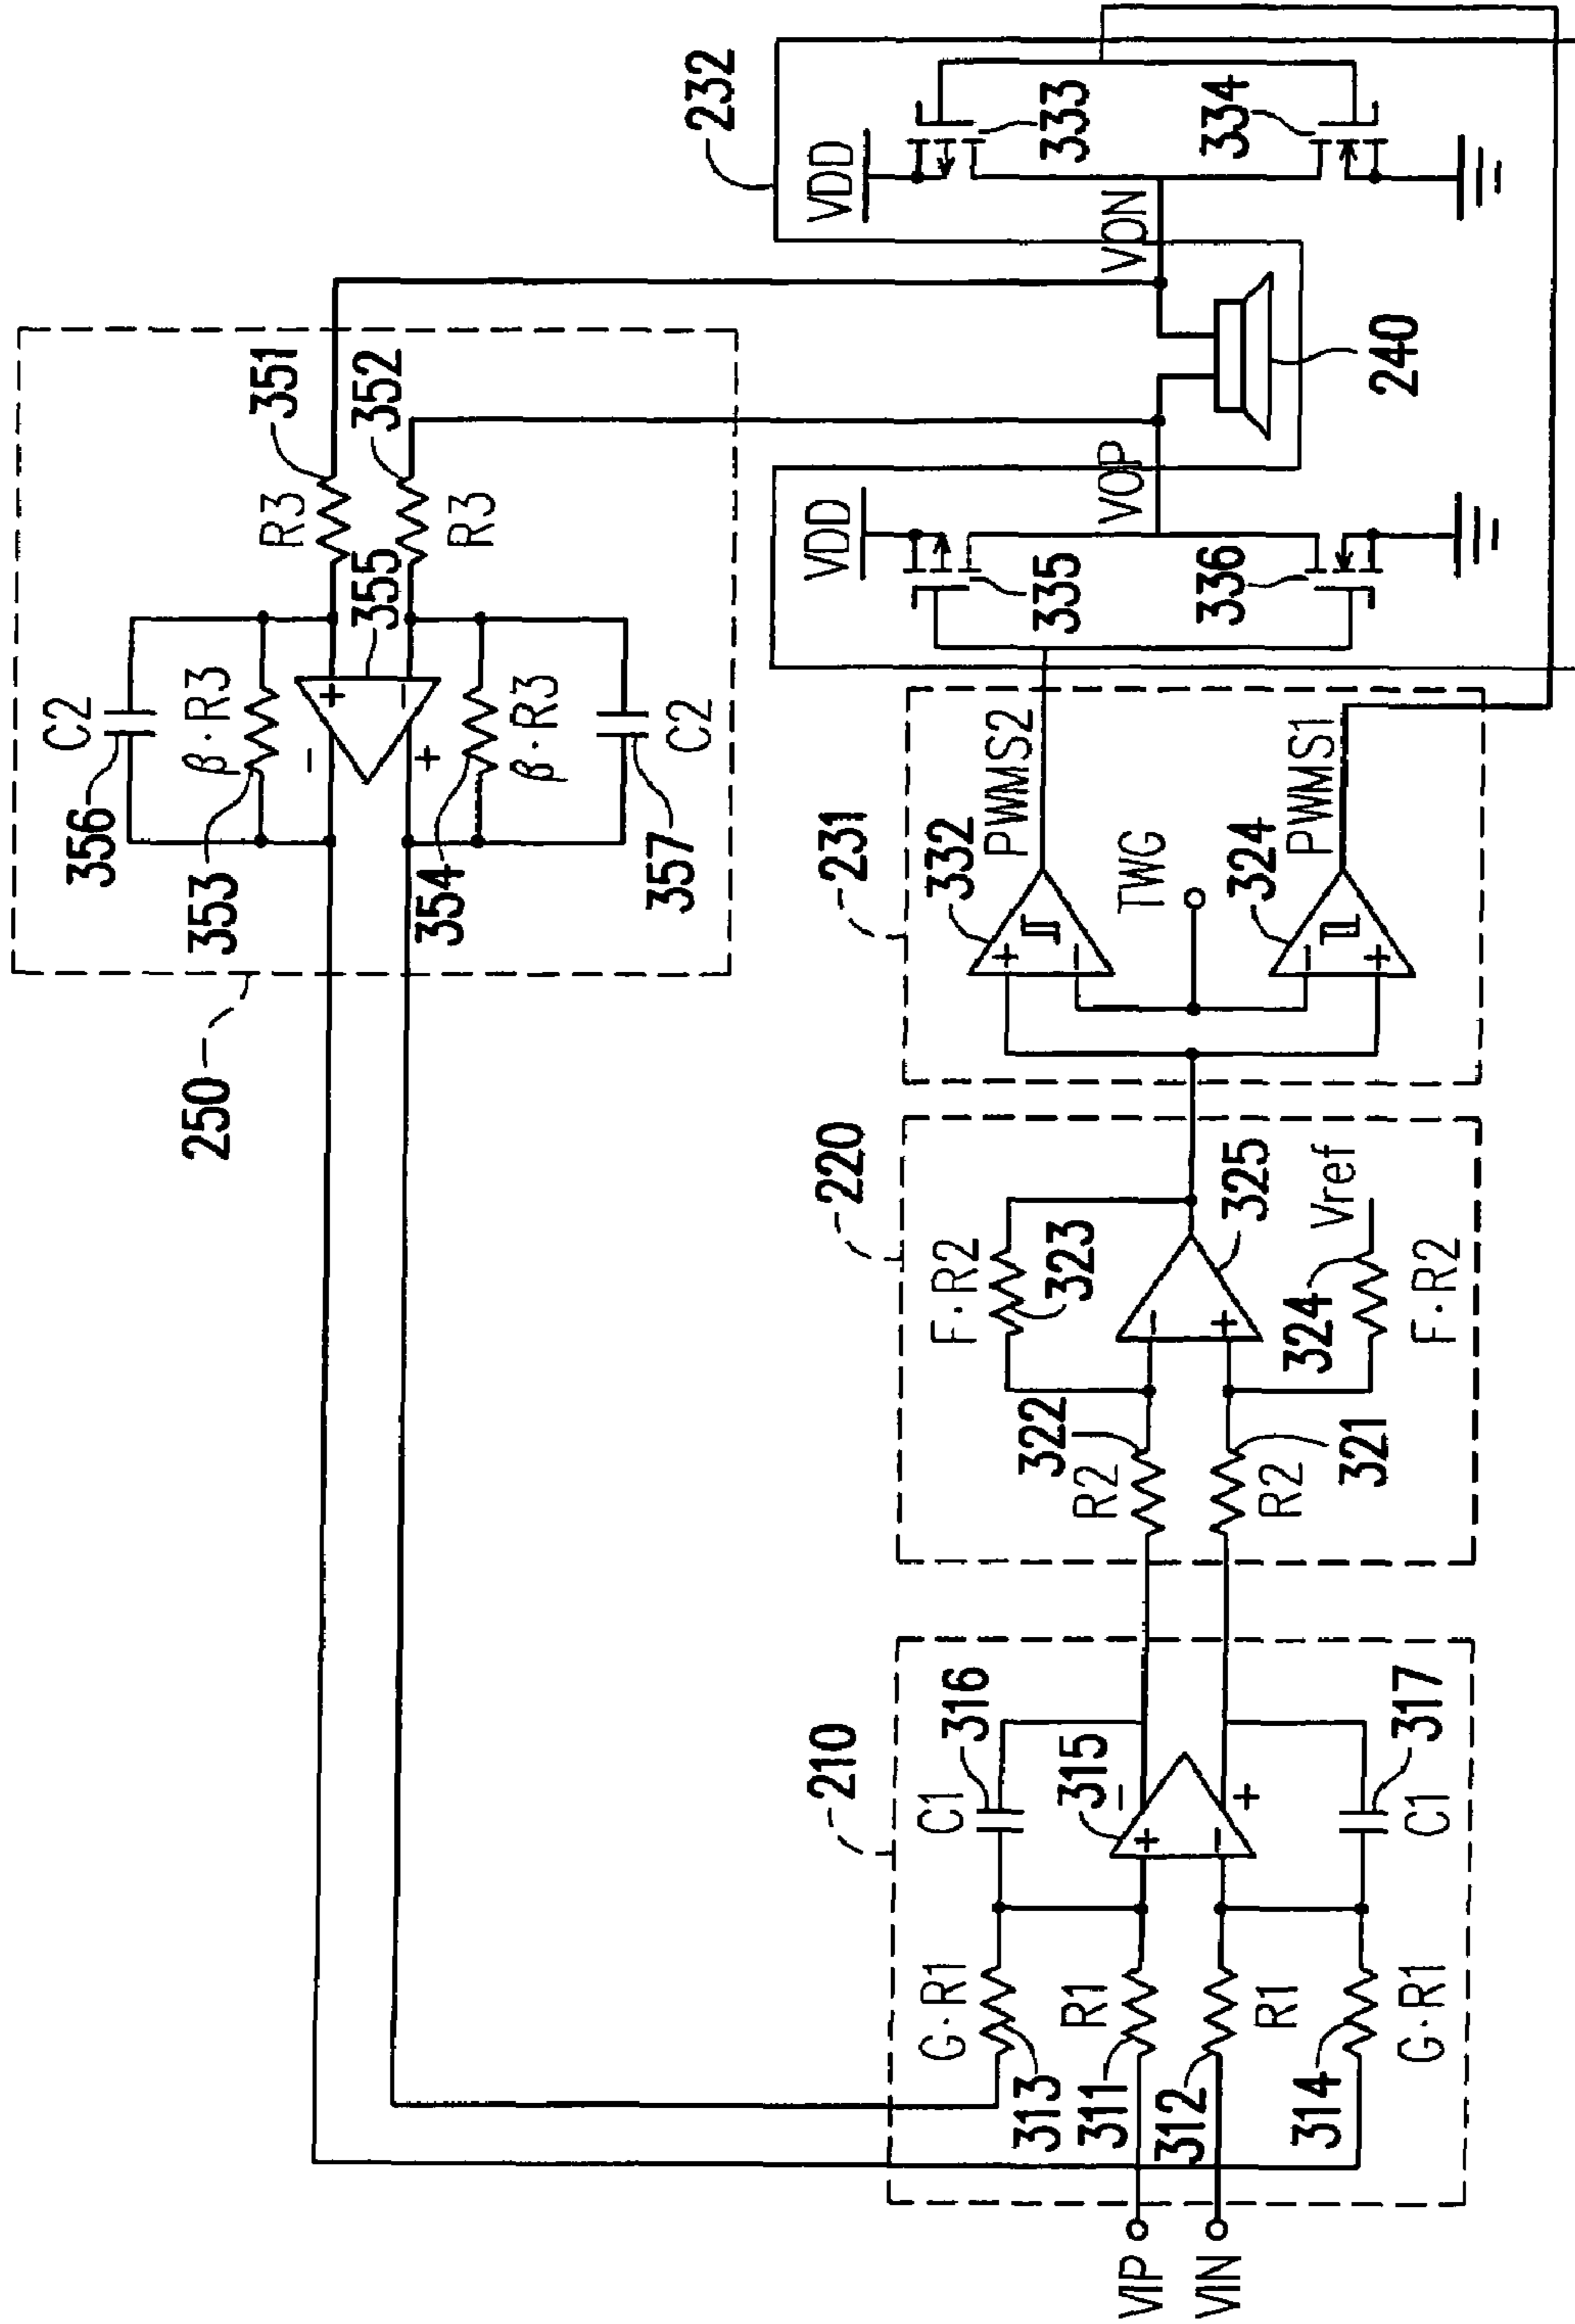 250
356
C2
353
β·R3
−
+
355
+
−
354
β·R3
357
C2
R3
351
R3
352
VIP
VIN
210
G·R1
313
R1
311
312
R1
314
G·R1
C1
316
315
+
−
−
+
317
C1
220
R2
322
R2
321
F·R2
323
−
+
325
324
Vref
F·R2
231
332
+
−
PWMS2
TWG
324
−
+
PWMS1
232
VDD
335
336
VOP
240
VON
VDD
333
334